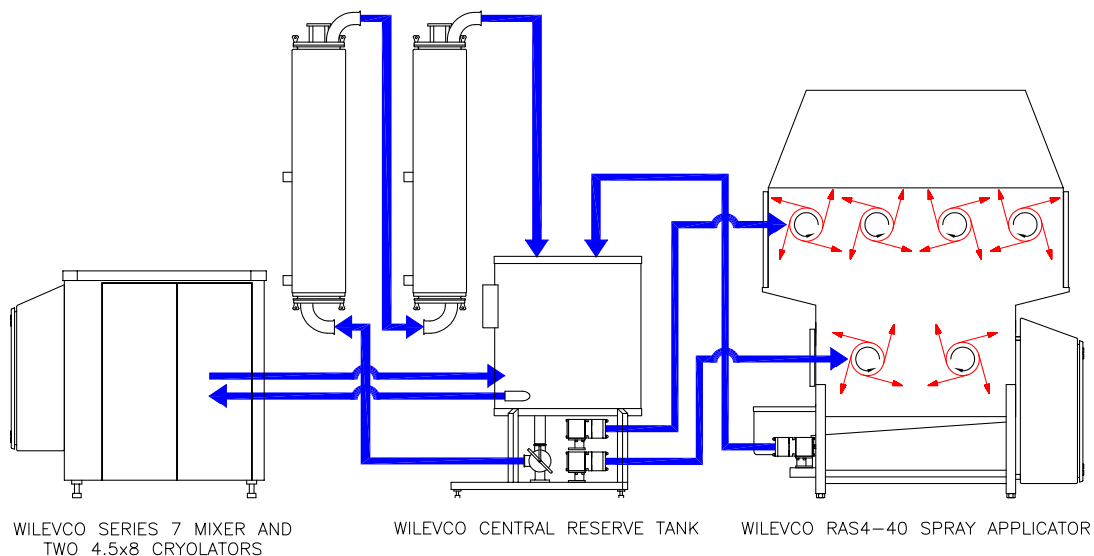 WILEVCO SERIES 7 MIXER AND
TWO 4.5x8 CRYOLATORS
WILEVCO CENTRAL RESERVE TANK
WILEVCO RAS4-40 SPRAY APPLICATOR